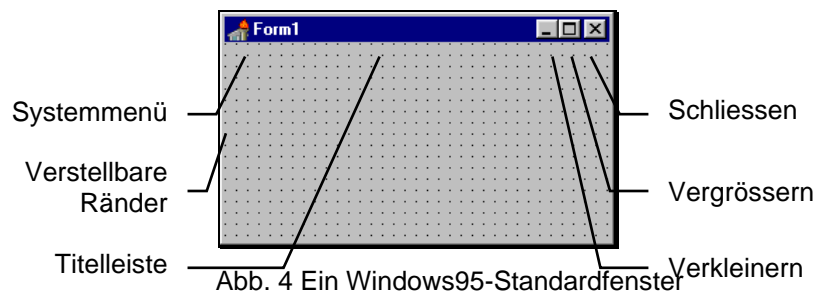 Form1
Systemmenü
Schliessen
Verstellbare
Ränder
Vergrössern
Titelleiste
Verkleinern
Abb. 4 Ein Windows95-Standardfenster